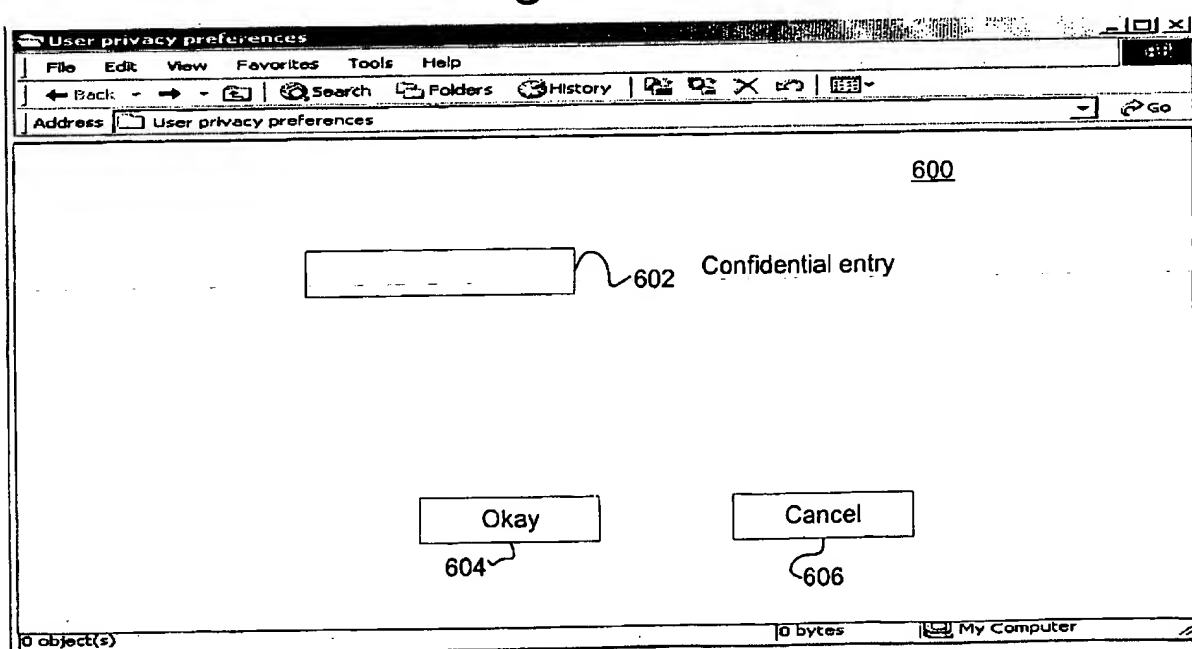 User privacy preferences
File Edit View Favorites Tools Help
Back Search Folders History
Address User privacy preferences Go
600
602 Confidential entry
Okay Cancel
604 606
0 object(s) 0 bytes My Computer